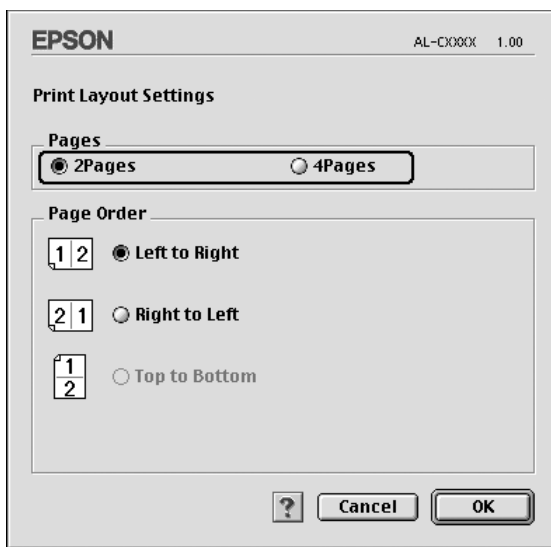 EPSON AL-CXXXX 1.00
Print Layout Settings
Pages
2Pages 4Pages
Page Order
1 2 Left to Right
2 1 Right to Left
1
2 Top to Bottom
? Cancel OK